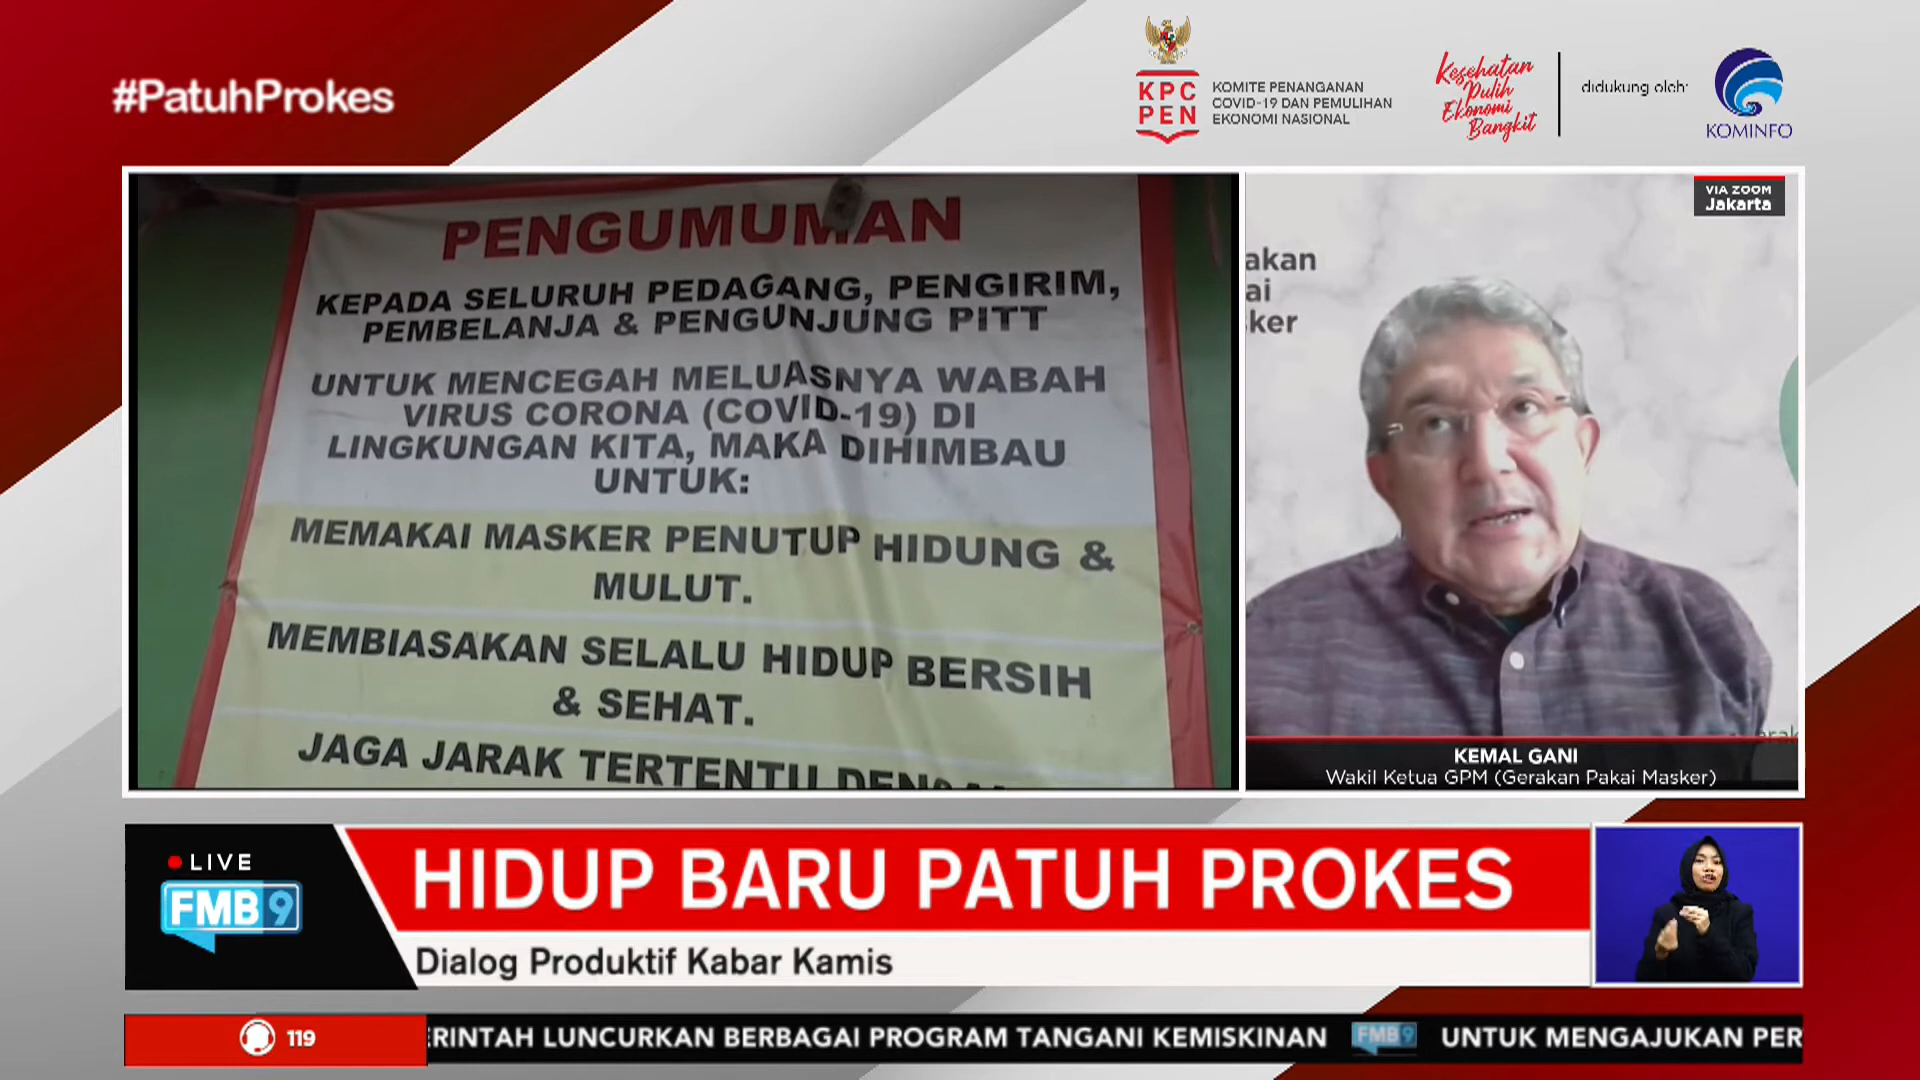 #PatuhProkes
KPC
PEN
KOMITE PENANGANAN
COVID-19 DAN PEMULIHAN
EKONOMI NASIONAL
Kesehatan
Pulih
Ekonomi
Bangkit
didukung oleh:
KOMINFO
PENGUMUMAN
KEPADA SELURUH PEDAGANG, PENGIRIM,
PEMBELANJA & PENGUNJUNG PITT
UNTUK MENCEGAH MELUASNYA WABAH
VIRUS CORONA (COVID-19) DI
LINGKUNGAN KITA, MAKA DIHIMBAU
UNTUK:
MEMAKAI MASKER PENUTUP HIDUNG &
MULUT.
MEMBIASAKAN SELALU HIDUP BERSIH
& SEHAT.
JAGA JARAK TERTENTU
VIA ZOOM
Jakarta
akan
ai
ker
KEMAL GANI
Wakil Ketua GPM (Gerakan Pakai Masker)
LIVE
FMB9
HIDUP BARU PATUH PROKES
Dialog Produktif Kabar Kamis
119
ERINTAH LUNCURKAN BERBAGAI PROGRAM TANGANI KEMISKINAN FMB9 UNTUK MENGAJUKAN PER